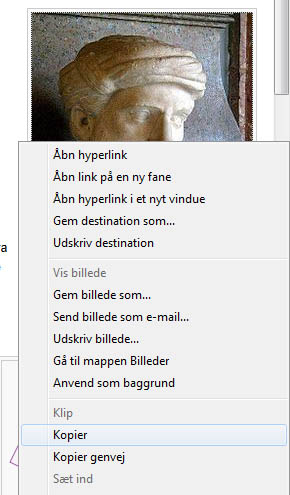 Åbn hyperlink
Åbn link på en ny fane
Åbn hyperlink i et nyt vindue
Gem destination som...
Udskriv destination
Vis billede
Gem billede som...
Send billede som e-mail...
Udskriv billede...
Gå til mappen Billeder
Anvend som baggrund
Klip
Kopier
Kopier genvej
Sæt ind